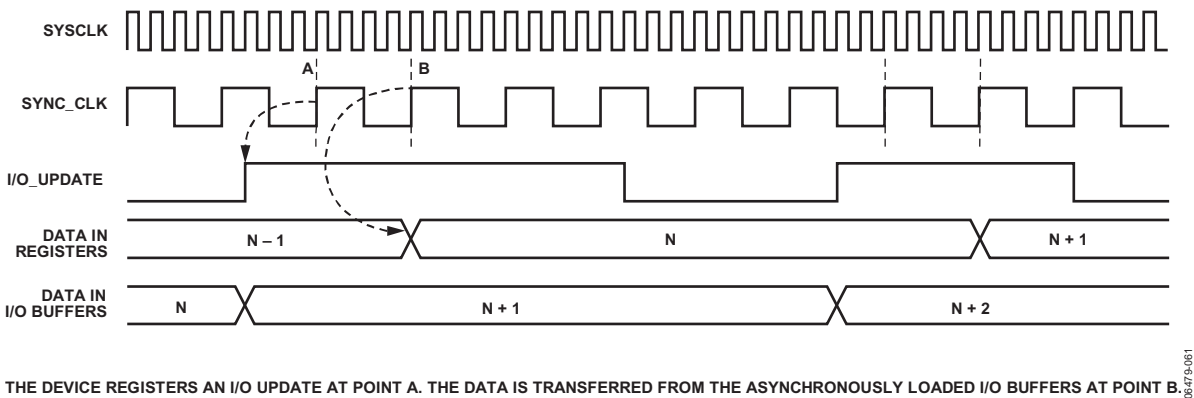 SYSCLK
A
B
SYNC_CLK
I/O_UPDATE
DATA IN
REGISTERS
N – 1
N
N + 1
DATA IN
I/O BUFFERS
N
N + 1
N + 2
THE DEVICE REGISTERS AN I/O UPDATE AT POINT A. THE DATA IS TRANSFERRED FROM THE ASYNCHRONOUSLY LOADED I/O BUFFERS AT POINT B.
06479-061